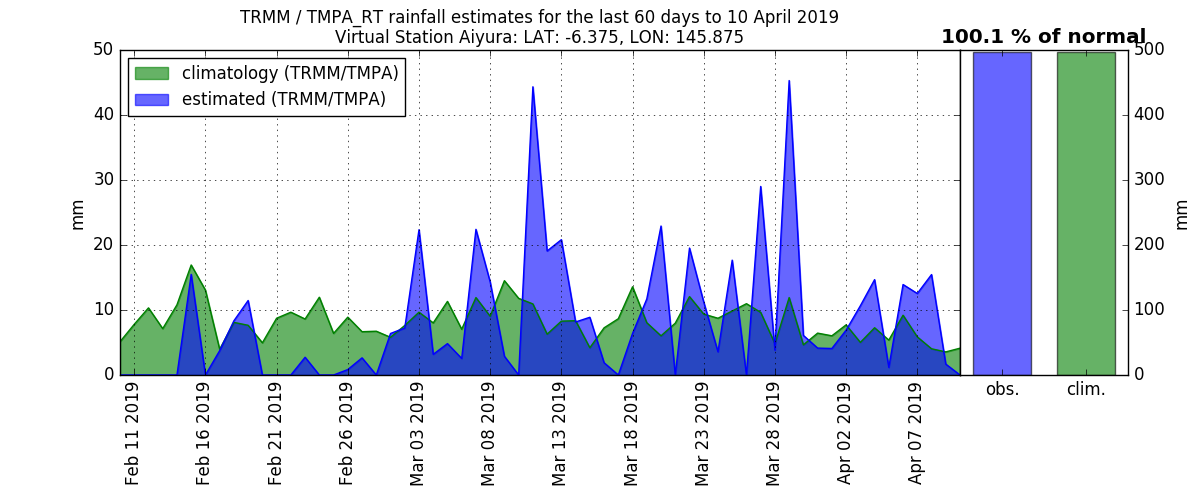 TRMM / TMPA_RT rainfall estimates for the last 60 days to 10 April 2019
Virtual Station Aiyura: LAT: -6.375, LON: 145.875
100.1 % of normal
climatology (TRMM/TMPA)
estimated (TRMM/TMPA)
50
40
30
20
10
0
mm
500
400
300
200
100
0
mm
Feb 11 2019
Feb 16 2019
Feb 21 2019
Feb 26 2019
Mar 03 2019
Mar 08 2019
Mar 13 2019
Mar 18 2019
Mar 23 2019
Mar 28 2019
Apr 02 2019
Apr 07 2019
obs.
clim.